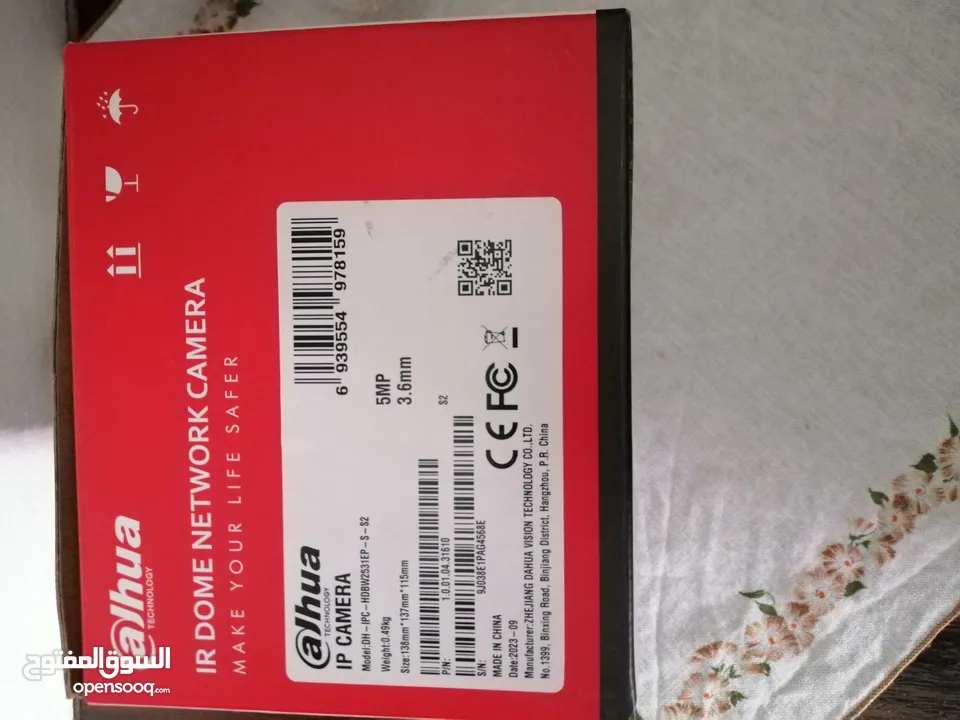 alhua
TECHNOLOGY
IR DOME NETWORK CAMERA
MAKE YOUR LIFE SAFER
alhua
TECHNOLOGY
IP CAMERA
Model:DH-IPC-HDBW2531EP-S-S2
Weight:0.49kg
Size:138mm*137mm*115mm
P/N:
1.0.01.04.31610
S/N:
9J038E1PAG4568E
MADE IN CHINA
Date:2023-09
Manufacturer:ZHEJIANG DAHUA VISION TECHNOLOGY CO.,LTD.
No.1399, Binxing Road, Binjiang District, Hangzhou, P.R. China
6 939554 978159
5MP
3.6mm
S2
CE FC
السوق المفتوح
opensooq.com